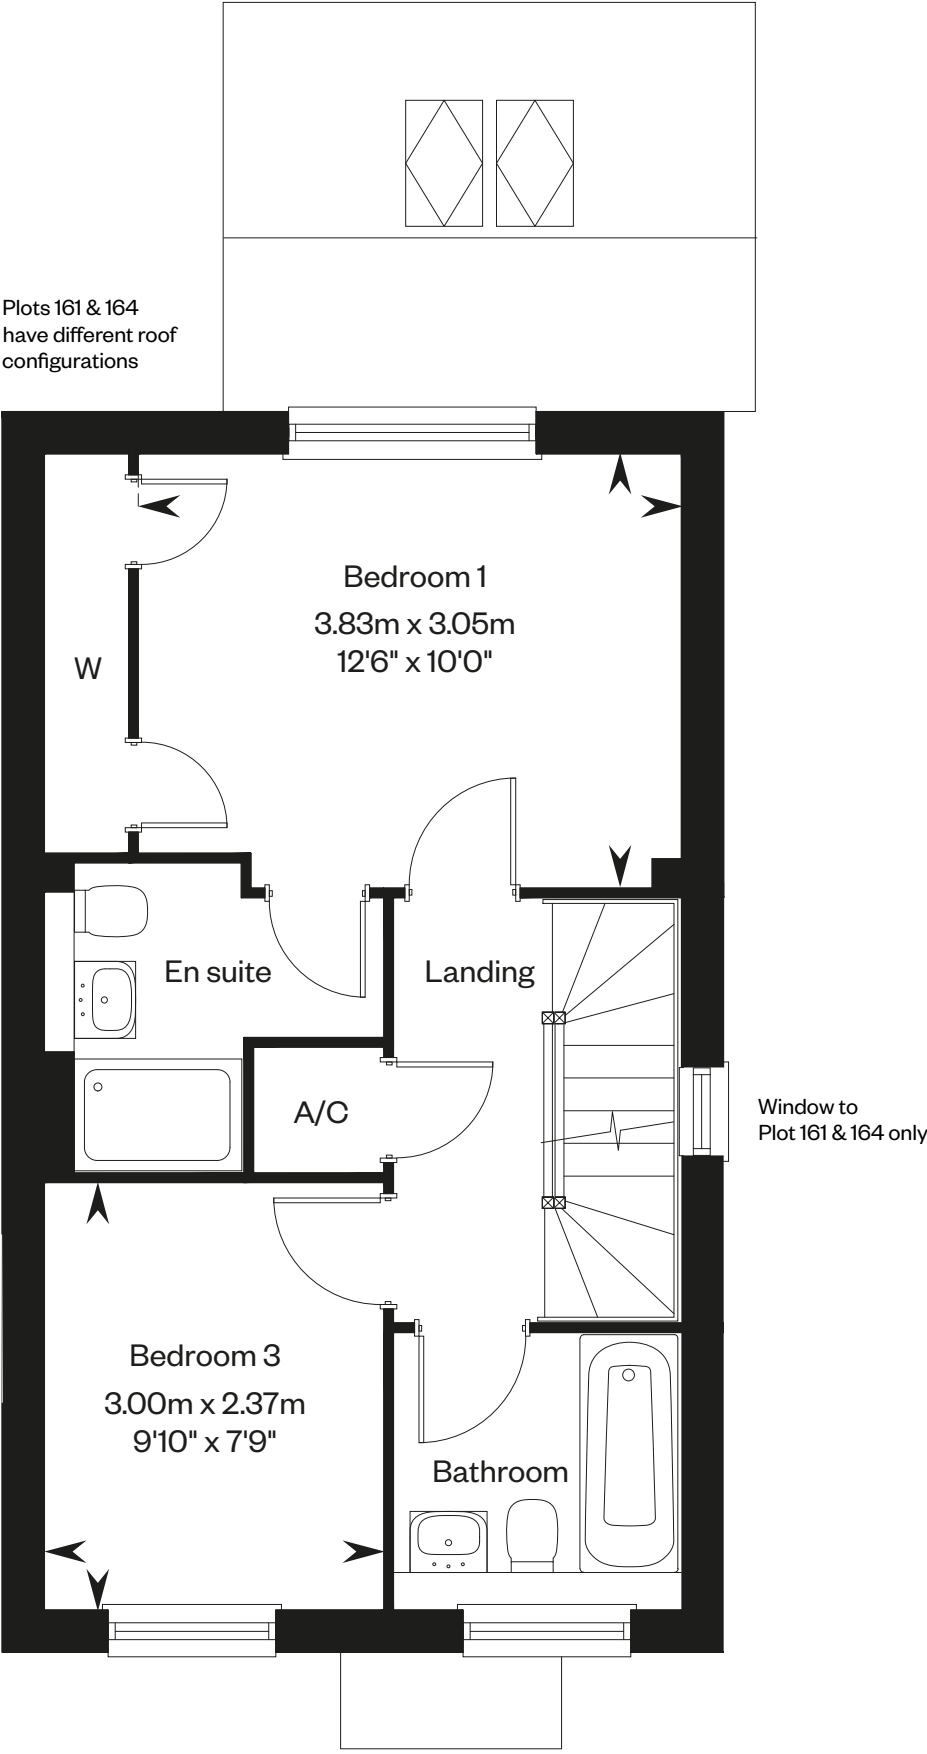 Plots 161 & 164
have different roof
configurations
Bedroom 1
3.83m x 3.05m
12'6" x 10'0"
W
En suite
Landing
A/C
Window to
Plot 161 & 164 only
Bedroom 3
3.00m x 2.37m
9'10" x 7'9"
Bathroom